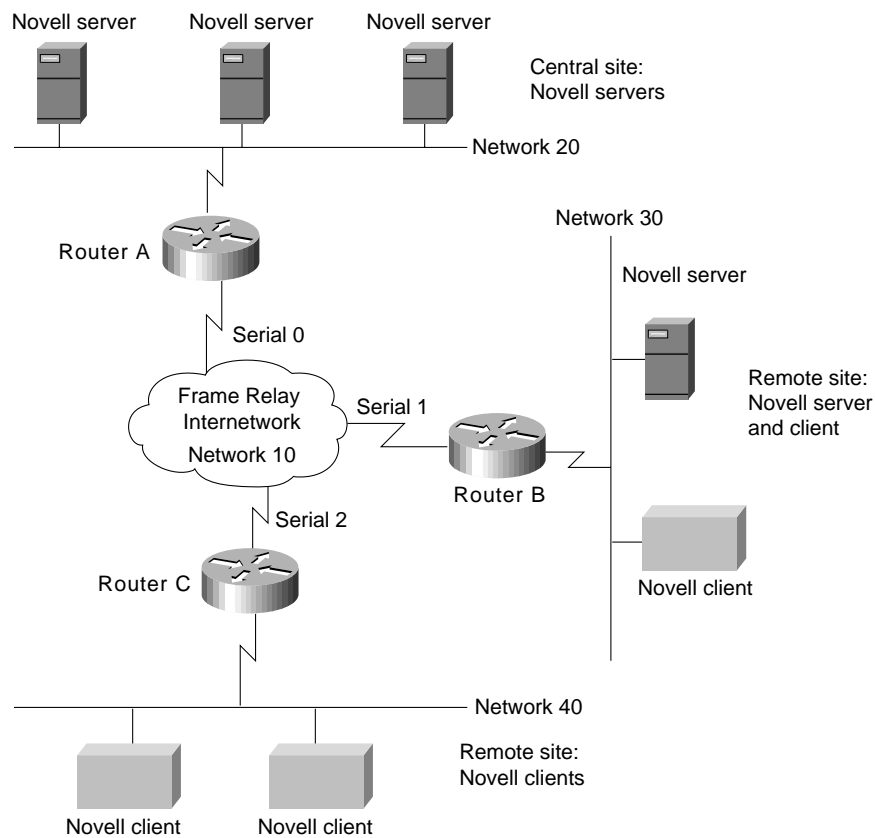 Novell server
Novell server
Novell server
Central site:
Novell servers
Network 20
Router A
Network 30
Novell server
Serial 0
Frame Relay
Internetwork
Network 10
Serial 1
Remote site:
Novell server
and client
Router B
Serial 2
Router C
Novell client
Network 40
Remote site:
Novell clients
Novell client
Novell client